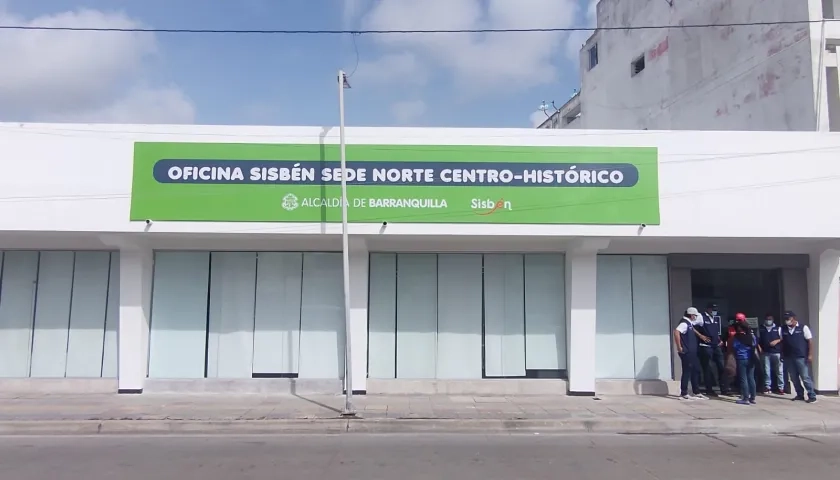 OFICINA SISBÉN SEDE NORTE CENTRO-HISTÓRICO
ALCALDÍA DE BARRANQUILLA Sisbén